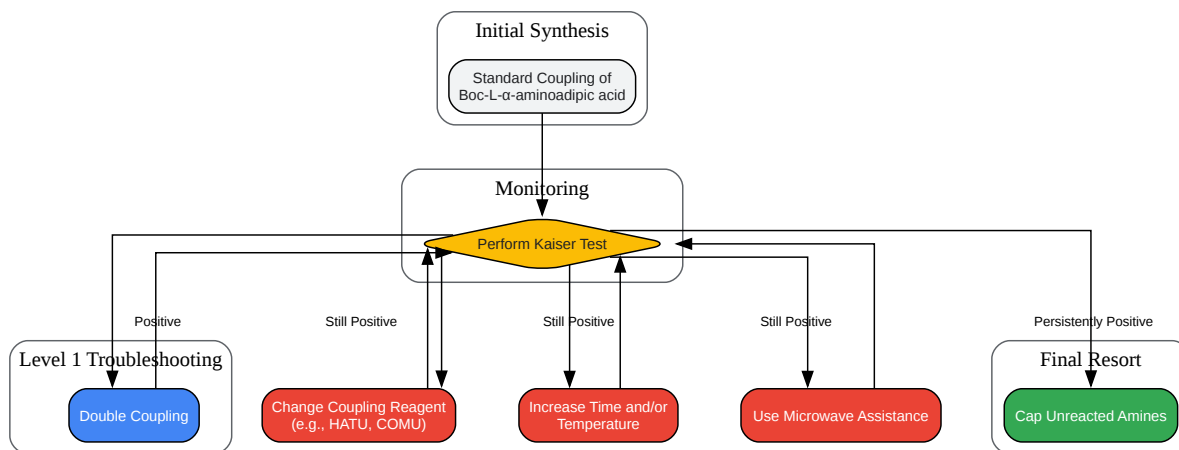 Initial Synthesis
Standard Coupling of
Boc-L-α-aminoadipic acid
Monitoring
Perform Kaiser Test
Positive
Still Positive
Still Positive
Still Positive
Persistently Positive
Level 1 Troubleshooting
Final Resort
Double Coupling
Change Coupling Reagent
(e.g., HATU, COMU)
Increase Time and/or
Temperature
Use Microwave Assistance
Cap Unreacted Amines